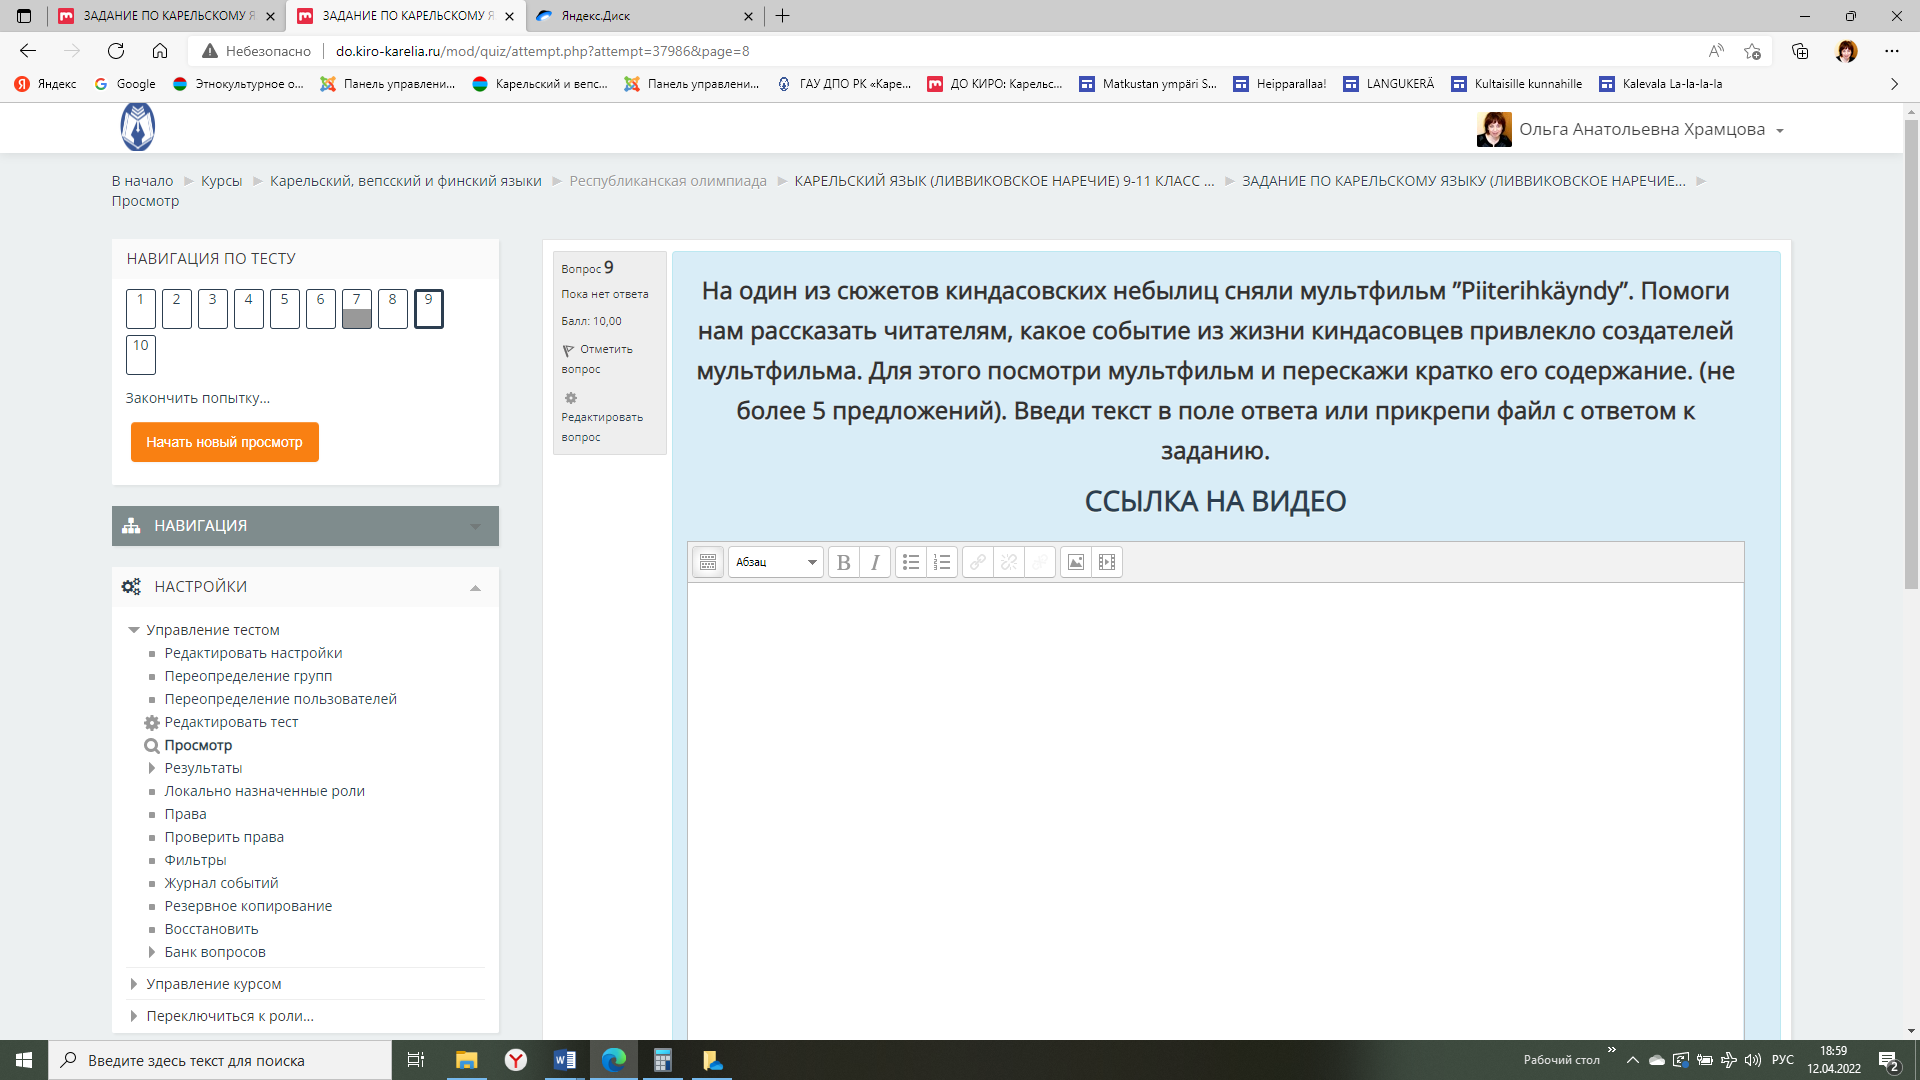 ЗАДАНИЕ ПО КАРЕЛЬСКОМУ Я
ЗАДАНИЕ ПО КАРЕЛЬСКОМУ Я
Яндекс.Диск
Небезопасно
do.kiro-karelia.ru/mod/quiz/attempt.php?attempt=37986&page=8
Яндекс
Google
Этнокультурное о...
Панель управлени...
Карельский и вепс...
Панель управлени...
ГАУ ДПО РК «Каре...
ДО КИРО: Карельс...
Matkustan ympäri S...
Heipparallaa!
LANGUKERÄ
Kultaisille kunnahille
Kalevala La-la-la-la
Ольга Анатольевна Храмцова
В начало
Курсы
Карельский, вепсский и финский языки
Республиканская олимпиада
КАРЕЛЬСКИЙ ЯЗЫК (ЛИВВИКОВСКОЕ НАРЕЧИЕ) 9-11 КЛАСС ...
ЗАДАНИЕ ПО КАРЕЛЬСКОМУ ЯЗЫКУ (ЛИВВИКОВСКОЕ НАРЕЧИЕ...
Просмотр
НАВИГАЦИЯ ПО ТЕСТУ
1 2 3 4 5 6 7 8 9
10
Закончить попытку...
Начать новый просмотр
НАВИГАЦИЯ
НАСТРОЙКИ
Управление тестом
Редактировать настройки
Переопределение групп
Переопределение пользователей
Редактировать тест
Просмотр
Результаты
Локально назначенные роли
Права
Проверить права
Фильтры
Журнал событий
Резервное копирование
Восстановить
Банк вопросов
Управление курсом
Переключиться к роли...
Вопрос 9
Пока нет ответа
Балл: 10,00
Отметить
вопрос
Редактировать
вопрос
На один из сюжетов киндасовских небылиц сняли мультфильм ”Piiterihkäyndy”. Помоги
нам рассказать читателям, какое событие из жизни киндасовцев привлекло создателей
мультфильма. Для этого посмотри мультфильм и перескажи кратко его содержание. (не
более 5 предложений). Введи текст в поле ответа или прикрепи файл с ответом к
заданию.
ССЫЛКА НА ВИДЕО
Абзац
B I
Введите здесь текст для поиска
Рабочий стол
РУС
18:59
12.04.2022
2